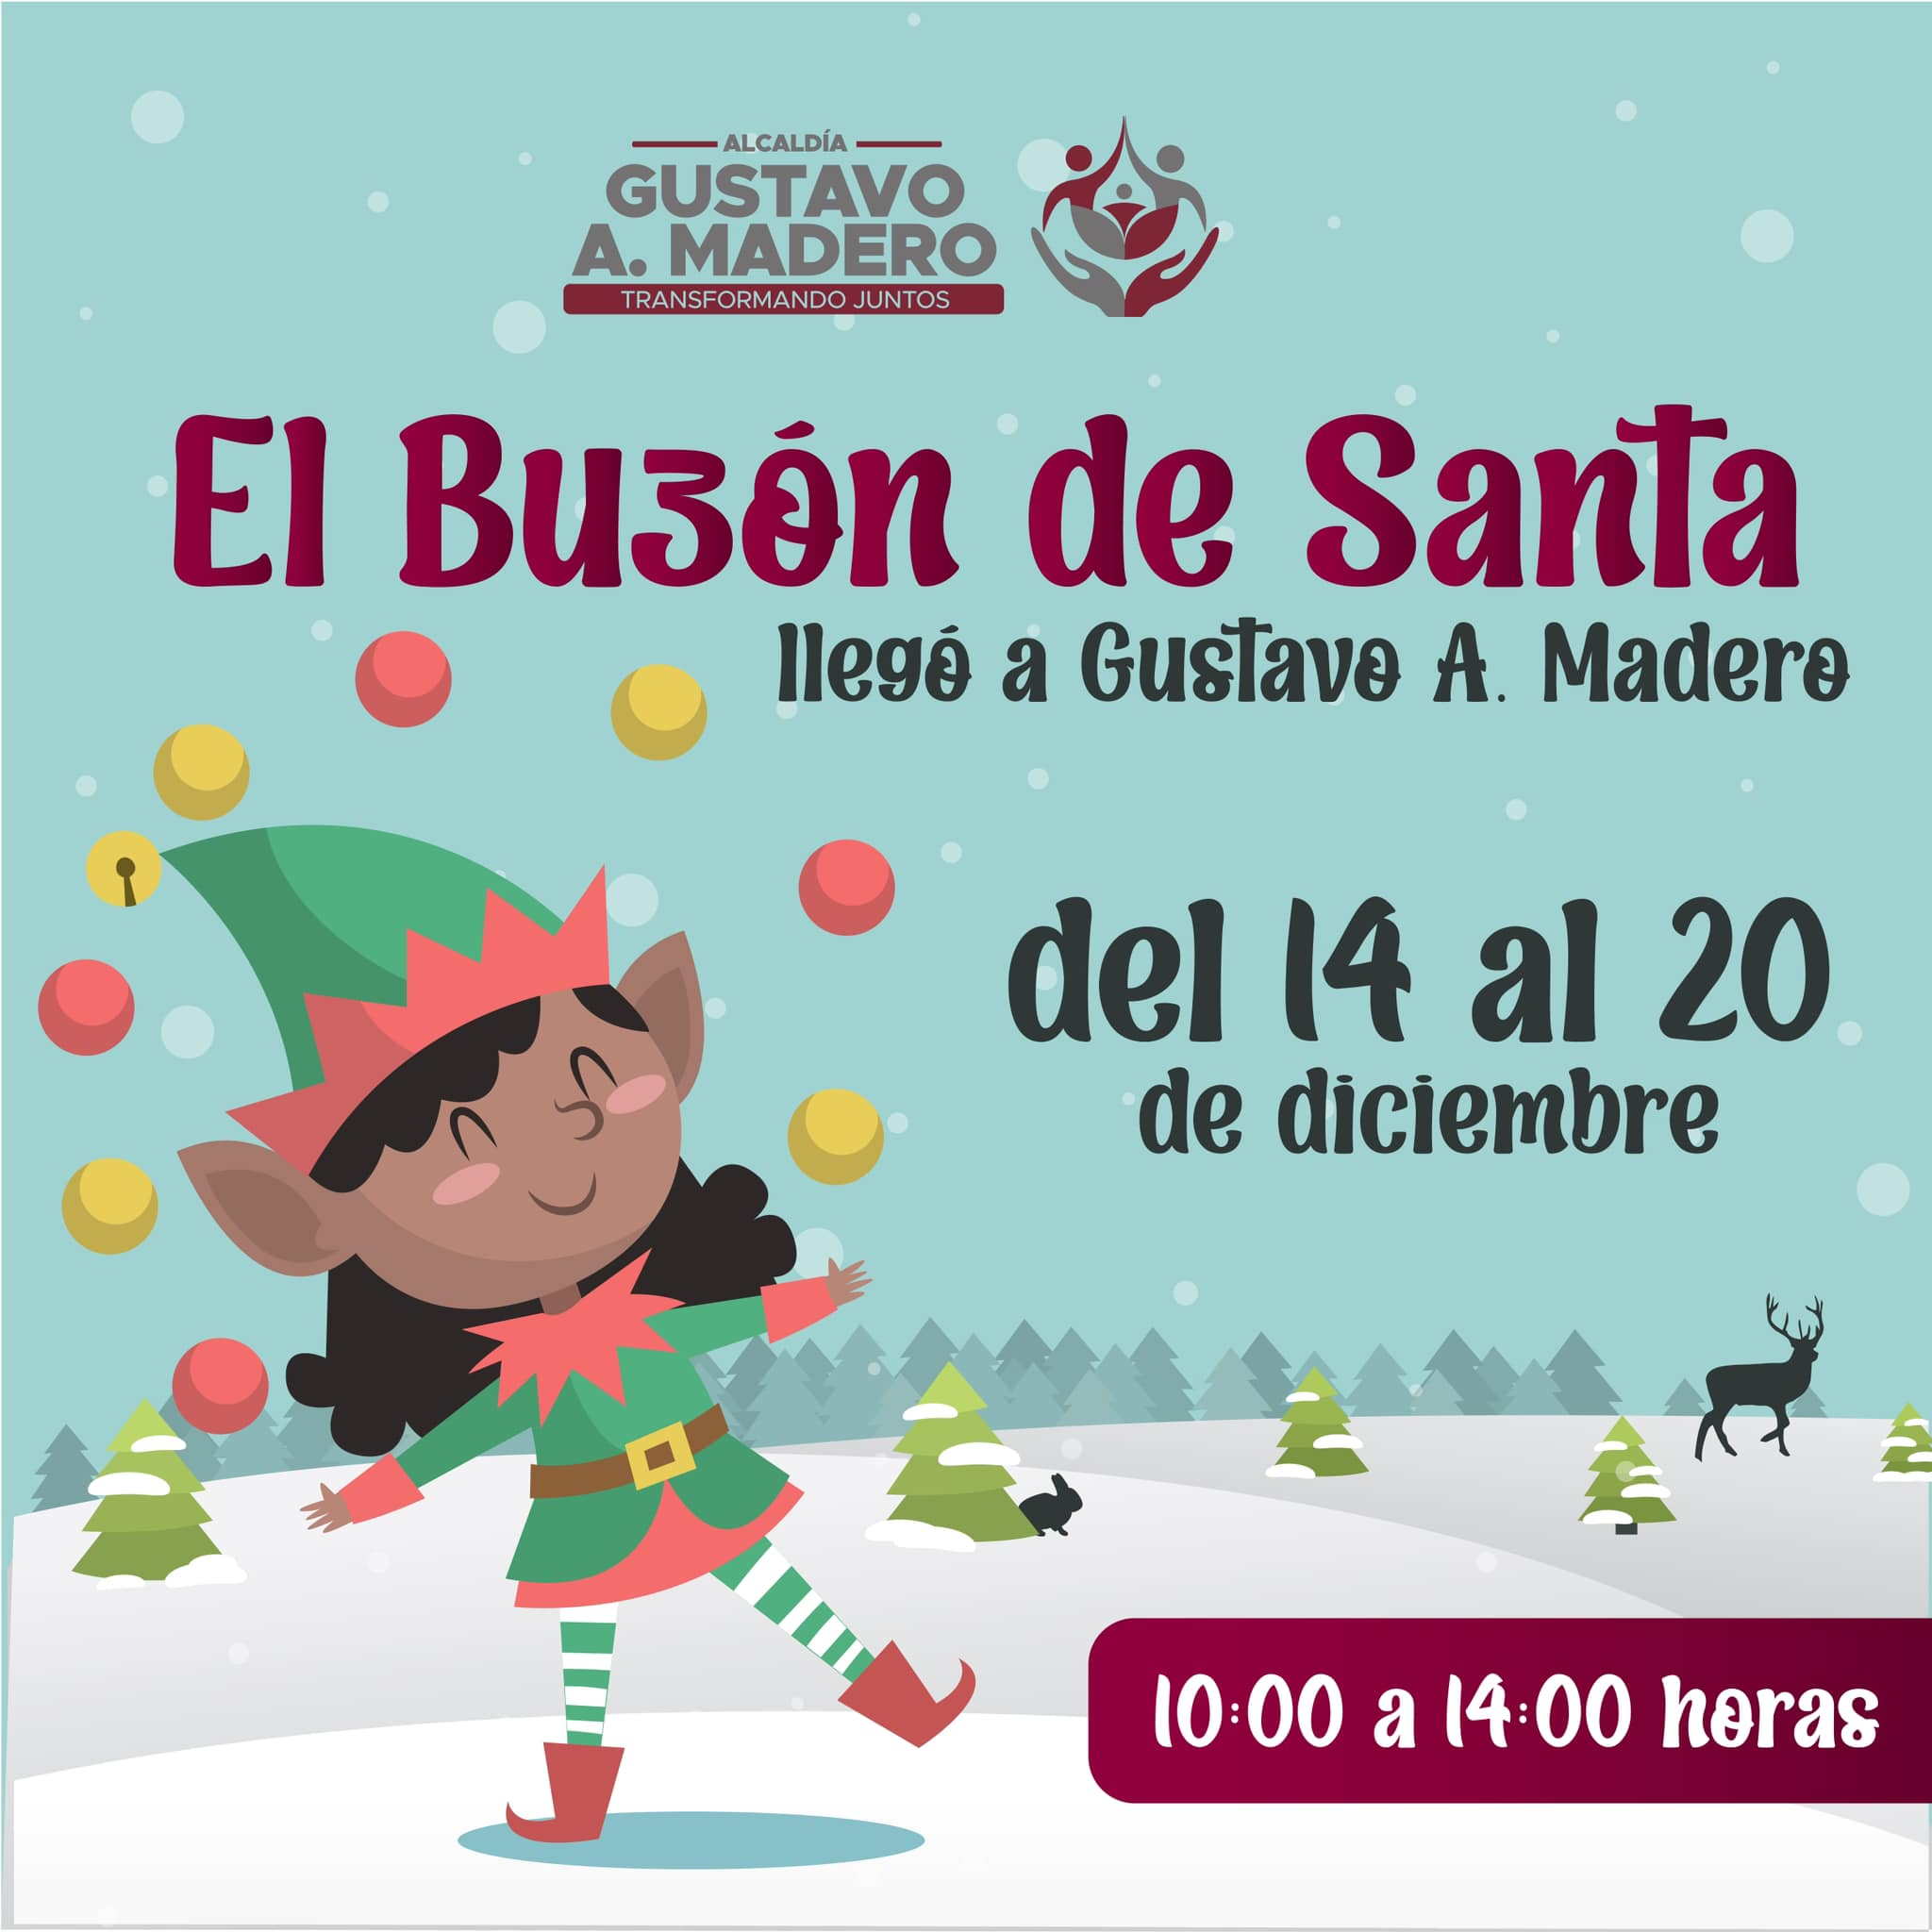 ALCALDÍA
GUSTAVO
A. MADERO
TRANSFORMANDO JUNTOS
El Buzón de Santa
llegó a Gustavo A. Madero
del 14 al 20
de diciembre
10:00 a 14:00 horas